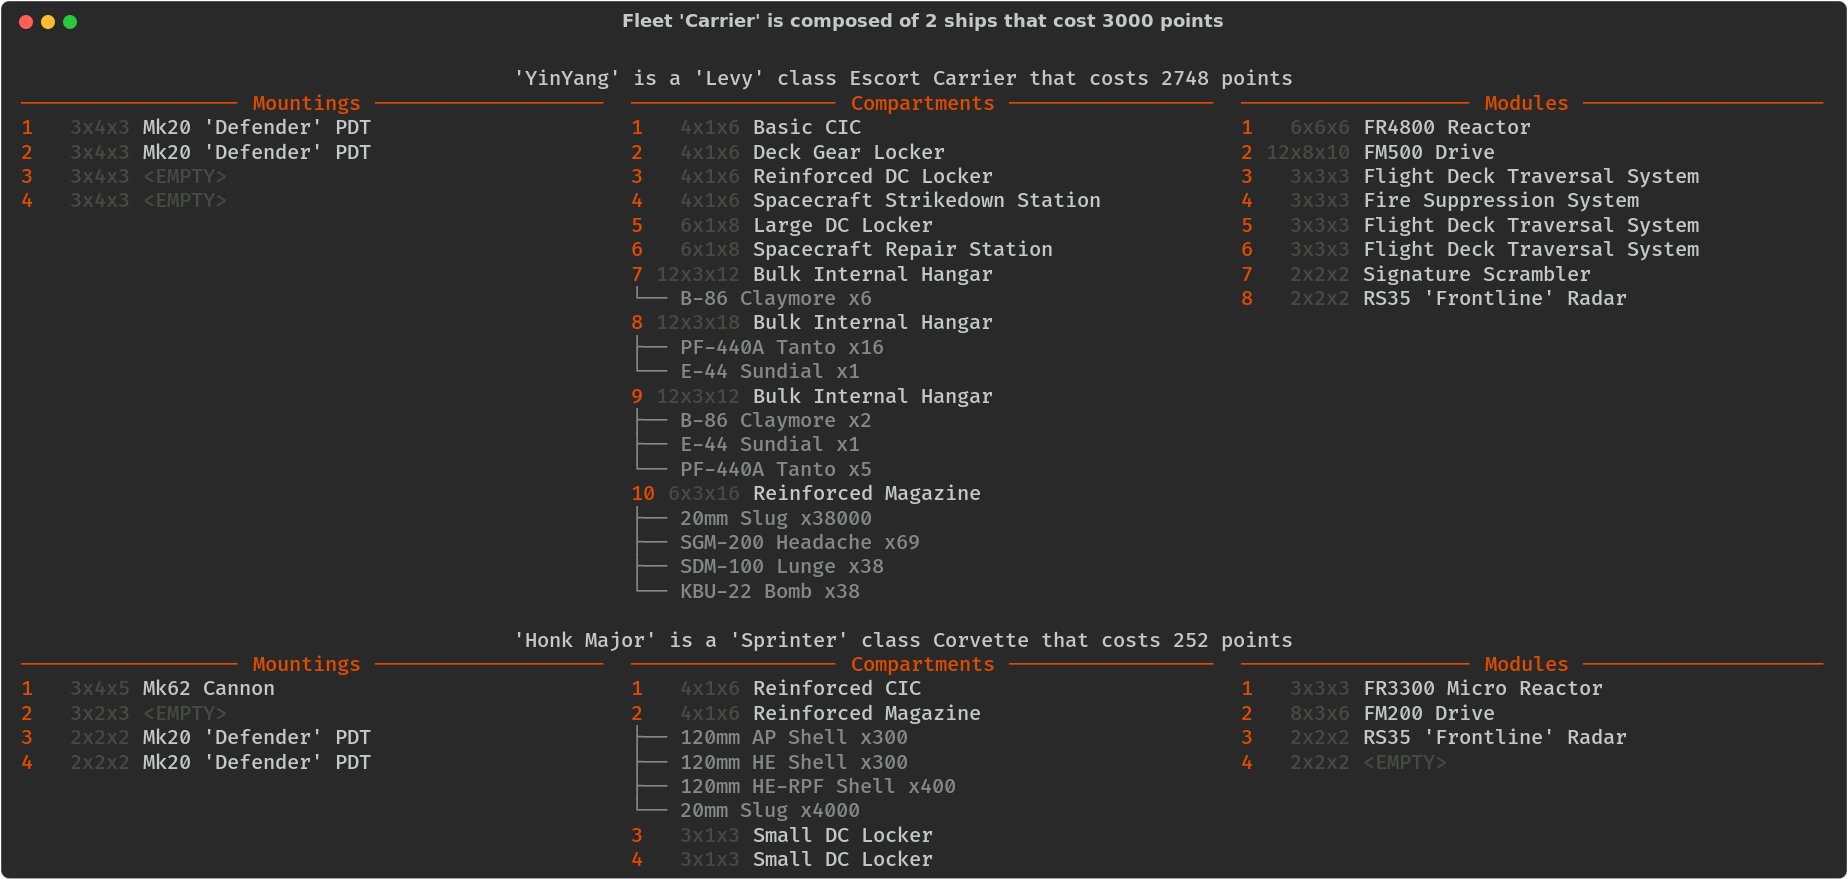 Fleet 'Carrier' is composed of 2 ships that cost 3000 points
'YinYang' is a 'Levy' class Escort Carrier that costs 2748 points
Mountings
1 3x4x3 Mk20 'Defender' PDT
2 3x4x3 Mk20 'Defender' PDT
3 3x4x3 <EMPTY>
4 3x4x3 <EMPTY>
Compartments
1 4x1x6 Basic CIC
2 4x1x6 Deck Gear Locker
3 4x1x6 Reinforced DC Locker
4 4x1x6 Spacecraft Strikedown Station
5 6x1x8 Large DC Locker
6 6x1x8 Spacecraft Repair Station
7 12x3x12 Bulk Internal Hangar
└── B-86 Claymore x6
8 12x3x18 Bulk Internal Hangar
├── PF-440A Tanto x16
└── E-44 Sundial x1
9 12x3x12 Bulk Internal Hangar
├── B-86 Claymore x2
├── E-44 Sundial x1
└── PF-440A Tanto x5
10 6x3x16 Reinforced Magazine
├── 20mm Slug x38000
├── SGM-200 Headache x69
├── SDM-100 Lunge x38
└── KBU-22 Bomb x38
Modules
1 6x6x6 FR4800 Reactor
2 12x8x10 FM500 Drive
3 3x3x3 Flight Deck Traversal System
4 3x3x3 Fire Suppression System
5 3x3x3 Flight Deck Traversal System
6 3x3x3 Flight Deck Traversal System
7 2x2x2 Signature Scrambler
8 2x2x2 RS35 'Frontline' Radar
'Honk Major' is a 'Sprinter' class Corvette that costs 252 points
Mountings
1 3x4x5 Mk62 Cannon
2 3x2x3 <EMPTY>
3 2x2x2 Mk20 'Defender' PDT
4 2x2x2 Mk20 'Defender' PDT
Compartments
1 4x1x6 Reinforced CIC
2 4x1x6 Reinforced Magazine
├── 120mm AP Shell x300
├── 120mm HE Shell x300
├── 120mm HE-RPF Shell x400
└── 20mm Slug x4000
3 3x1x3 Small DC Locker
4 3x1x3 Small DC Locker
Modules
1 3x3x3 FR3300 Micro Reactor
2 8x3x6 FM200 Drive
3 2x2x2 RS35 'Frontline' Radar
4 2x2x2 <EMPTY>